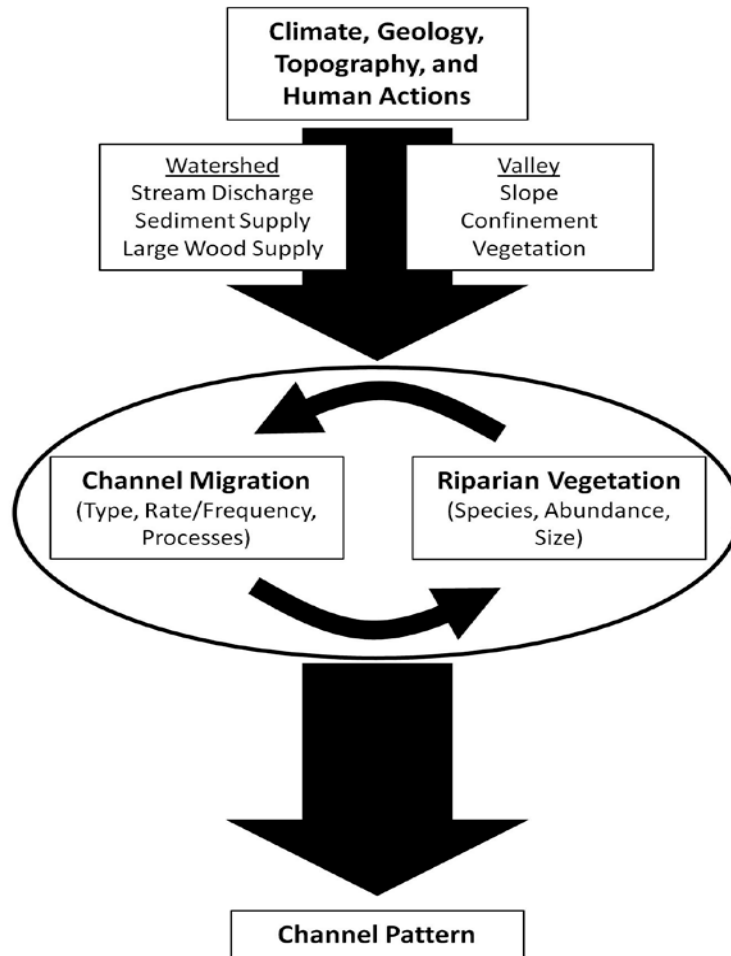 Climate, Geology,
Topography, and
Human Actions
Watershed
Stream Discharge
Sediment Supply
Large Wood Supply
Valley
Slope
Confinement
Vegetation
Channel Migration
(Type, Rate/Frequency,
Processes)
Riparian Vegetation
(Species, Abundance,
Size)
Channel Pattern